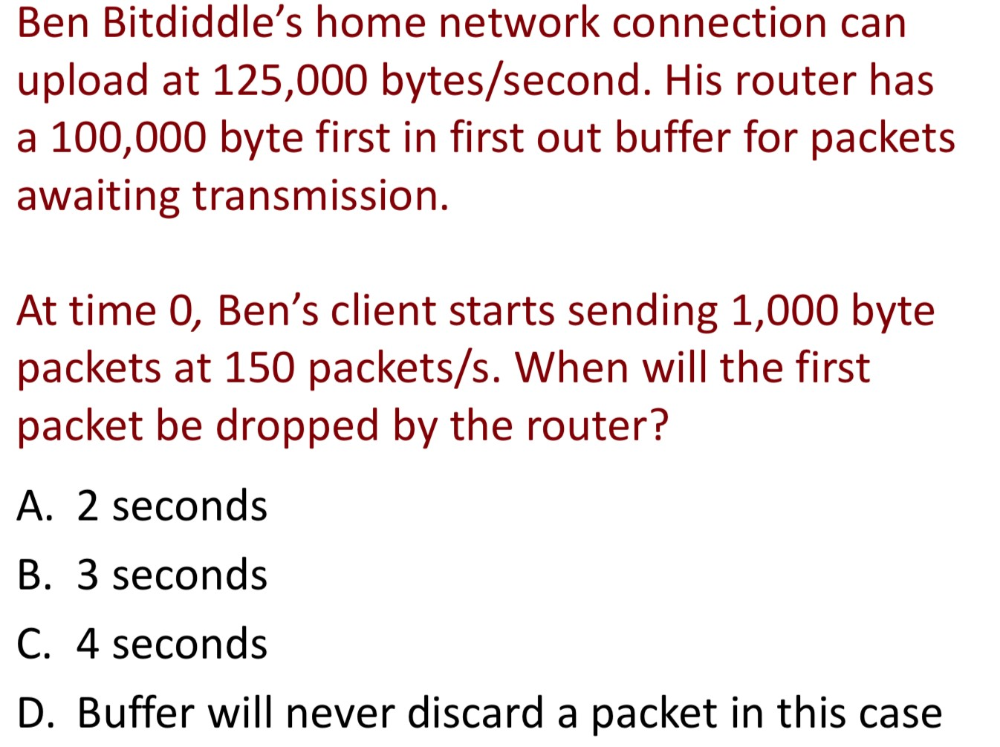 Ben Bitdiddle’s home network connection can
upload at 125,000 bytes/second. His router has
a 100,000 byte first in first out buffer for packets
awaiting transmission.
At time 0, Ben’s client starts sending 1,000 byte
packets at 150 packets/s. When will the first
packet be dropped by the router?
A. 2 seconds
B. 3 seconds
C. 4 seconds
D. Buffer will never discard a packet in this case